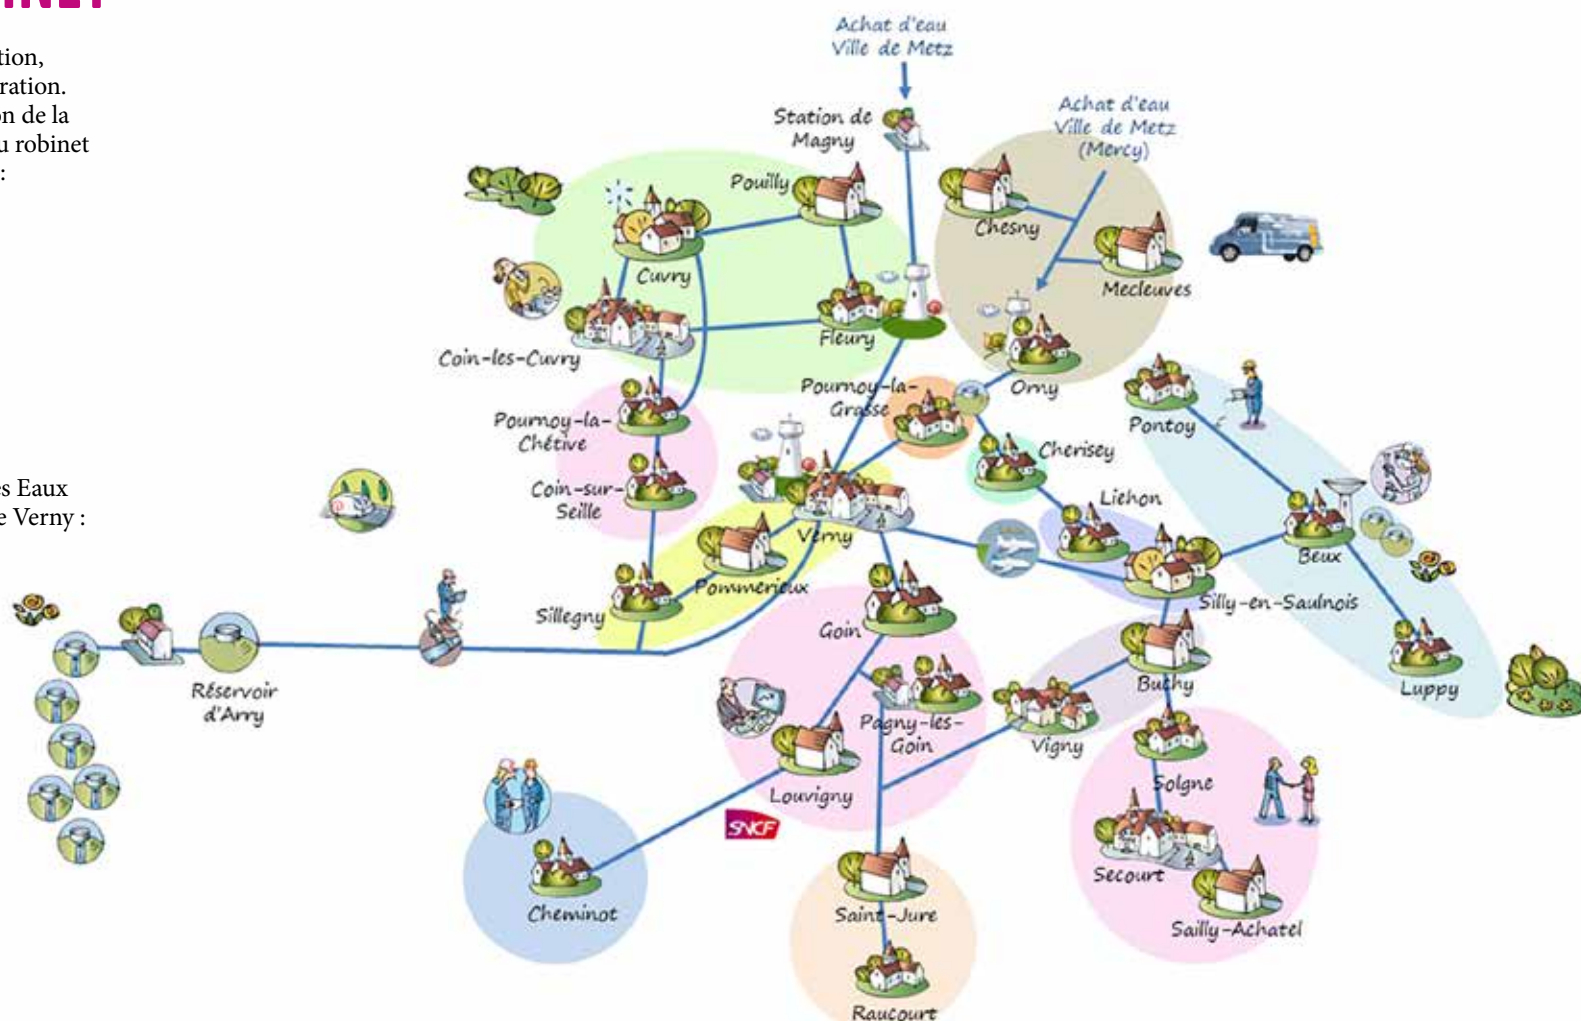 tion,
ration.
n de la
u robinet
:
es Eaux
e Verny :
Achat d'eau
Ville de Metz
Station de
Magny
Achat d'eau
Ville de Metz
(Mercy)
Pouilly
Chesny
Cuvry
Mecleuves
Fleury
Coin-les-Cuvry
Orny
Pournoy-la-
Grasse
Pournoy-la-
Chétive
Pontoy
Cherisey
Coin-sur-
Seille
Liehon
Verny
Beux
Pommerieux
Silly-en-Saulnois
Sillegny
Goin
Réservoir
d'Arry
Buchy
Luppy
Pagny-les-
Goin
Vigny
Solgne
Louvigny
SNCF
Secourt
Cheminot
Saint-Jure
Sailly-Achatel
Raucourt